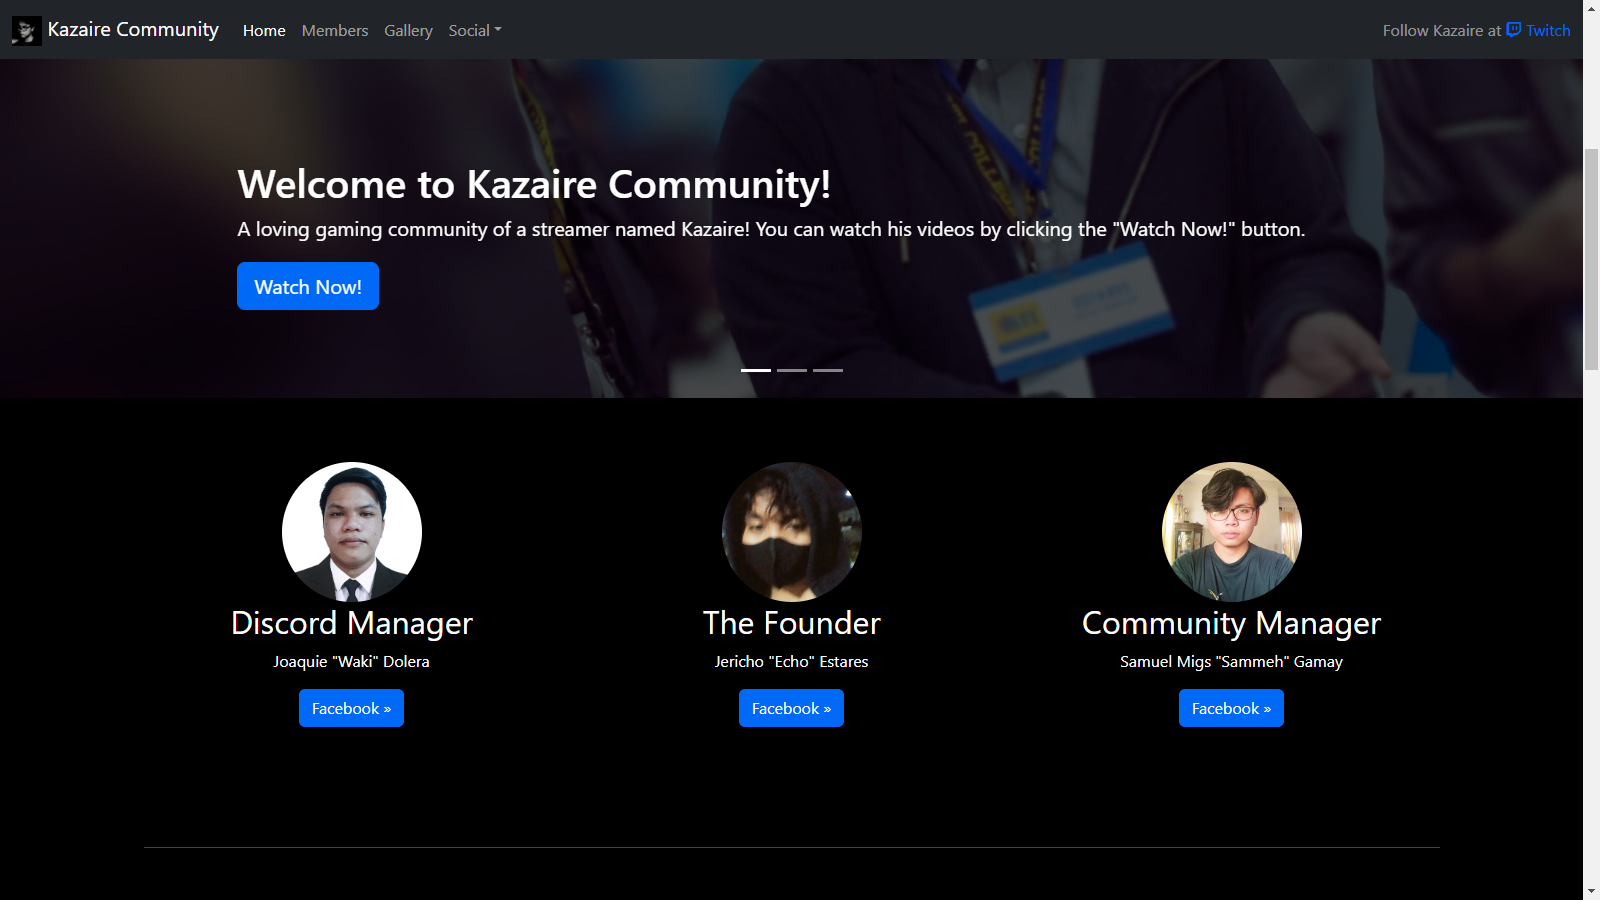 Kazaire Community Home Members Gallery Social Follow Kazaire at Twitch
Welcome to Kazaire Community!
A loving gaming community of a streamer named Kazaire! You can watch his videos by clicking the "Watch Now!" button.
Watch Now!
Discord Manager
Joaquie "Waki" Dolera
Facebook »
The Founder
Jericho "Echo" Estares
Facebook »
Community Manager
Samuel Migs "Sammeh" Gamay
Facebook »